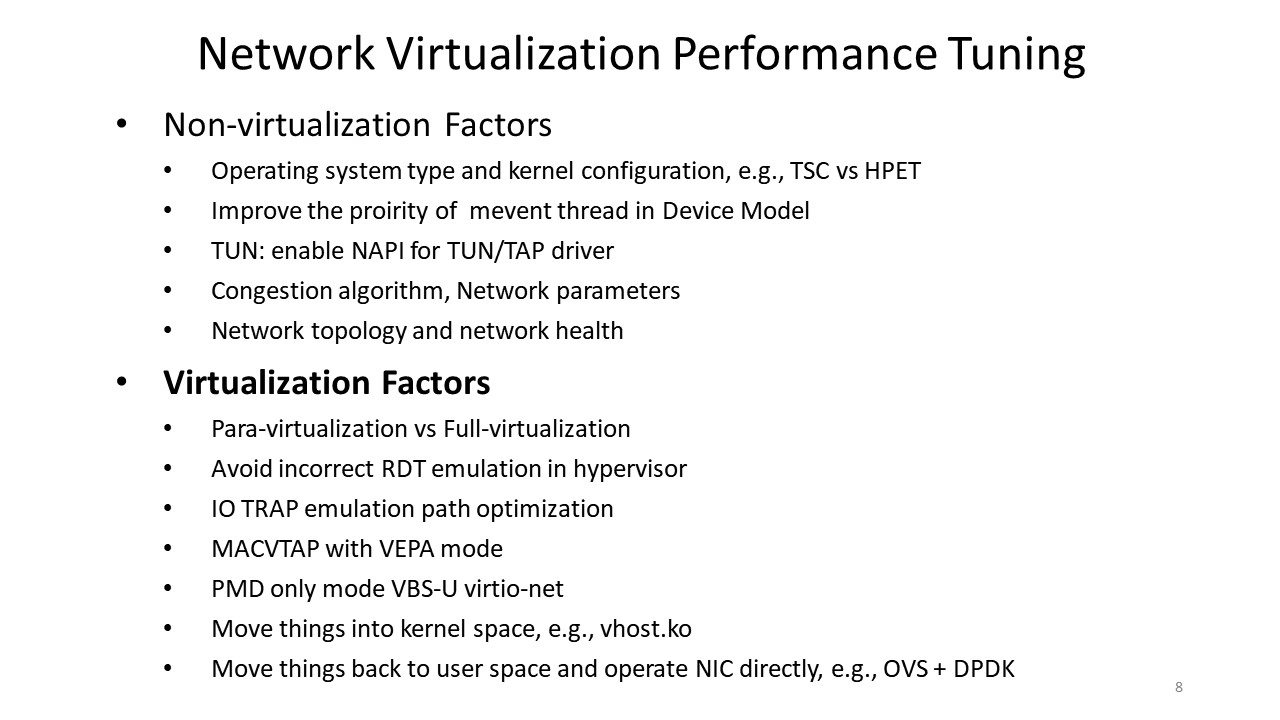 Network Virtualization Performance Tuning
• Non-virtualization Factors
• Operating system type and kernel configuration, e.g., TSC vs HPET
• Improve the proirity of mevent thread in Device Model
• TUN: enable NAPI for TUN/TAP driver
• Congestion algorithm, Network parameters
• Network topology and network health
• Virtualization Factors
• Para-virtualization vs Full-virtualization
• Avoid incorrect RDT emulation in hypervisor
• IO TRAP emulation path optimization
• MACVTAP with VEPA mode
• PMD only mode VBS-U virtio-net
• Move things into kernel space, e.g., vhost.ko
• Move things back to user space and operate NIC directly, e.g., OVS + DPDK
8